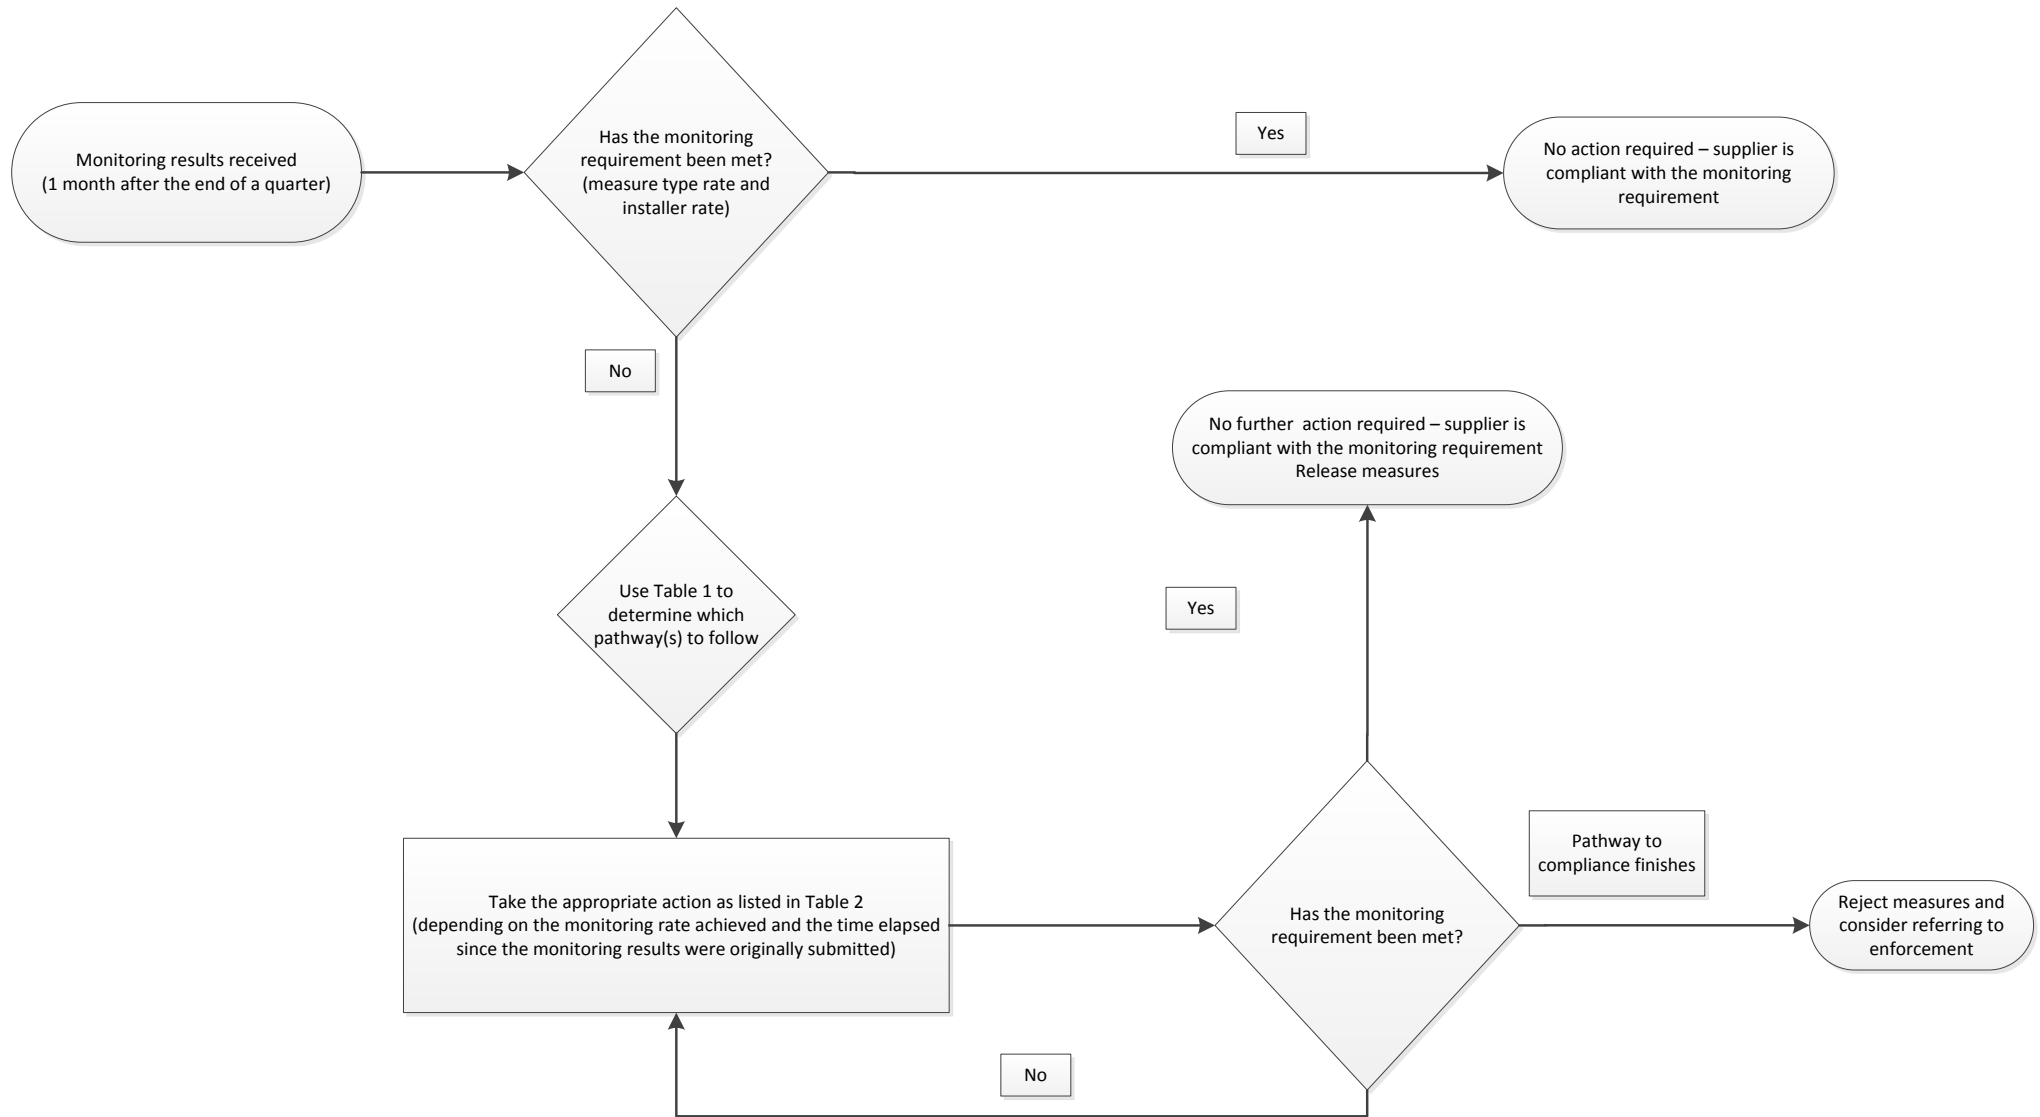 Monitoring results received
(1 month after the end of a quarter)
Has the monitoring
requirement been met?
(measure type rate and
installer rate)
Yes
No action required – supplier is
compliant with the monitoring
requirement
No
No further  action required – supplier is
compliant with the monitoring requirement
Release measures
Use Table 1 to
determine which
pathway(s) to follow
Yes
Take the appropriate action as listed in Table 2
(depending on the monitoring rate achieved and the time elapsed
since the monitoring results were originally submitted)
Has the monitoring
requirement been met?
Pathway to
compliance finishes
Reject measures and
consider referring to
enforcement
No